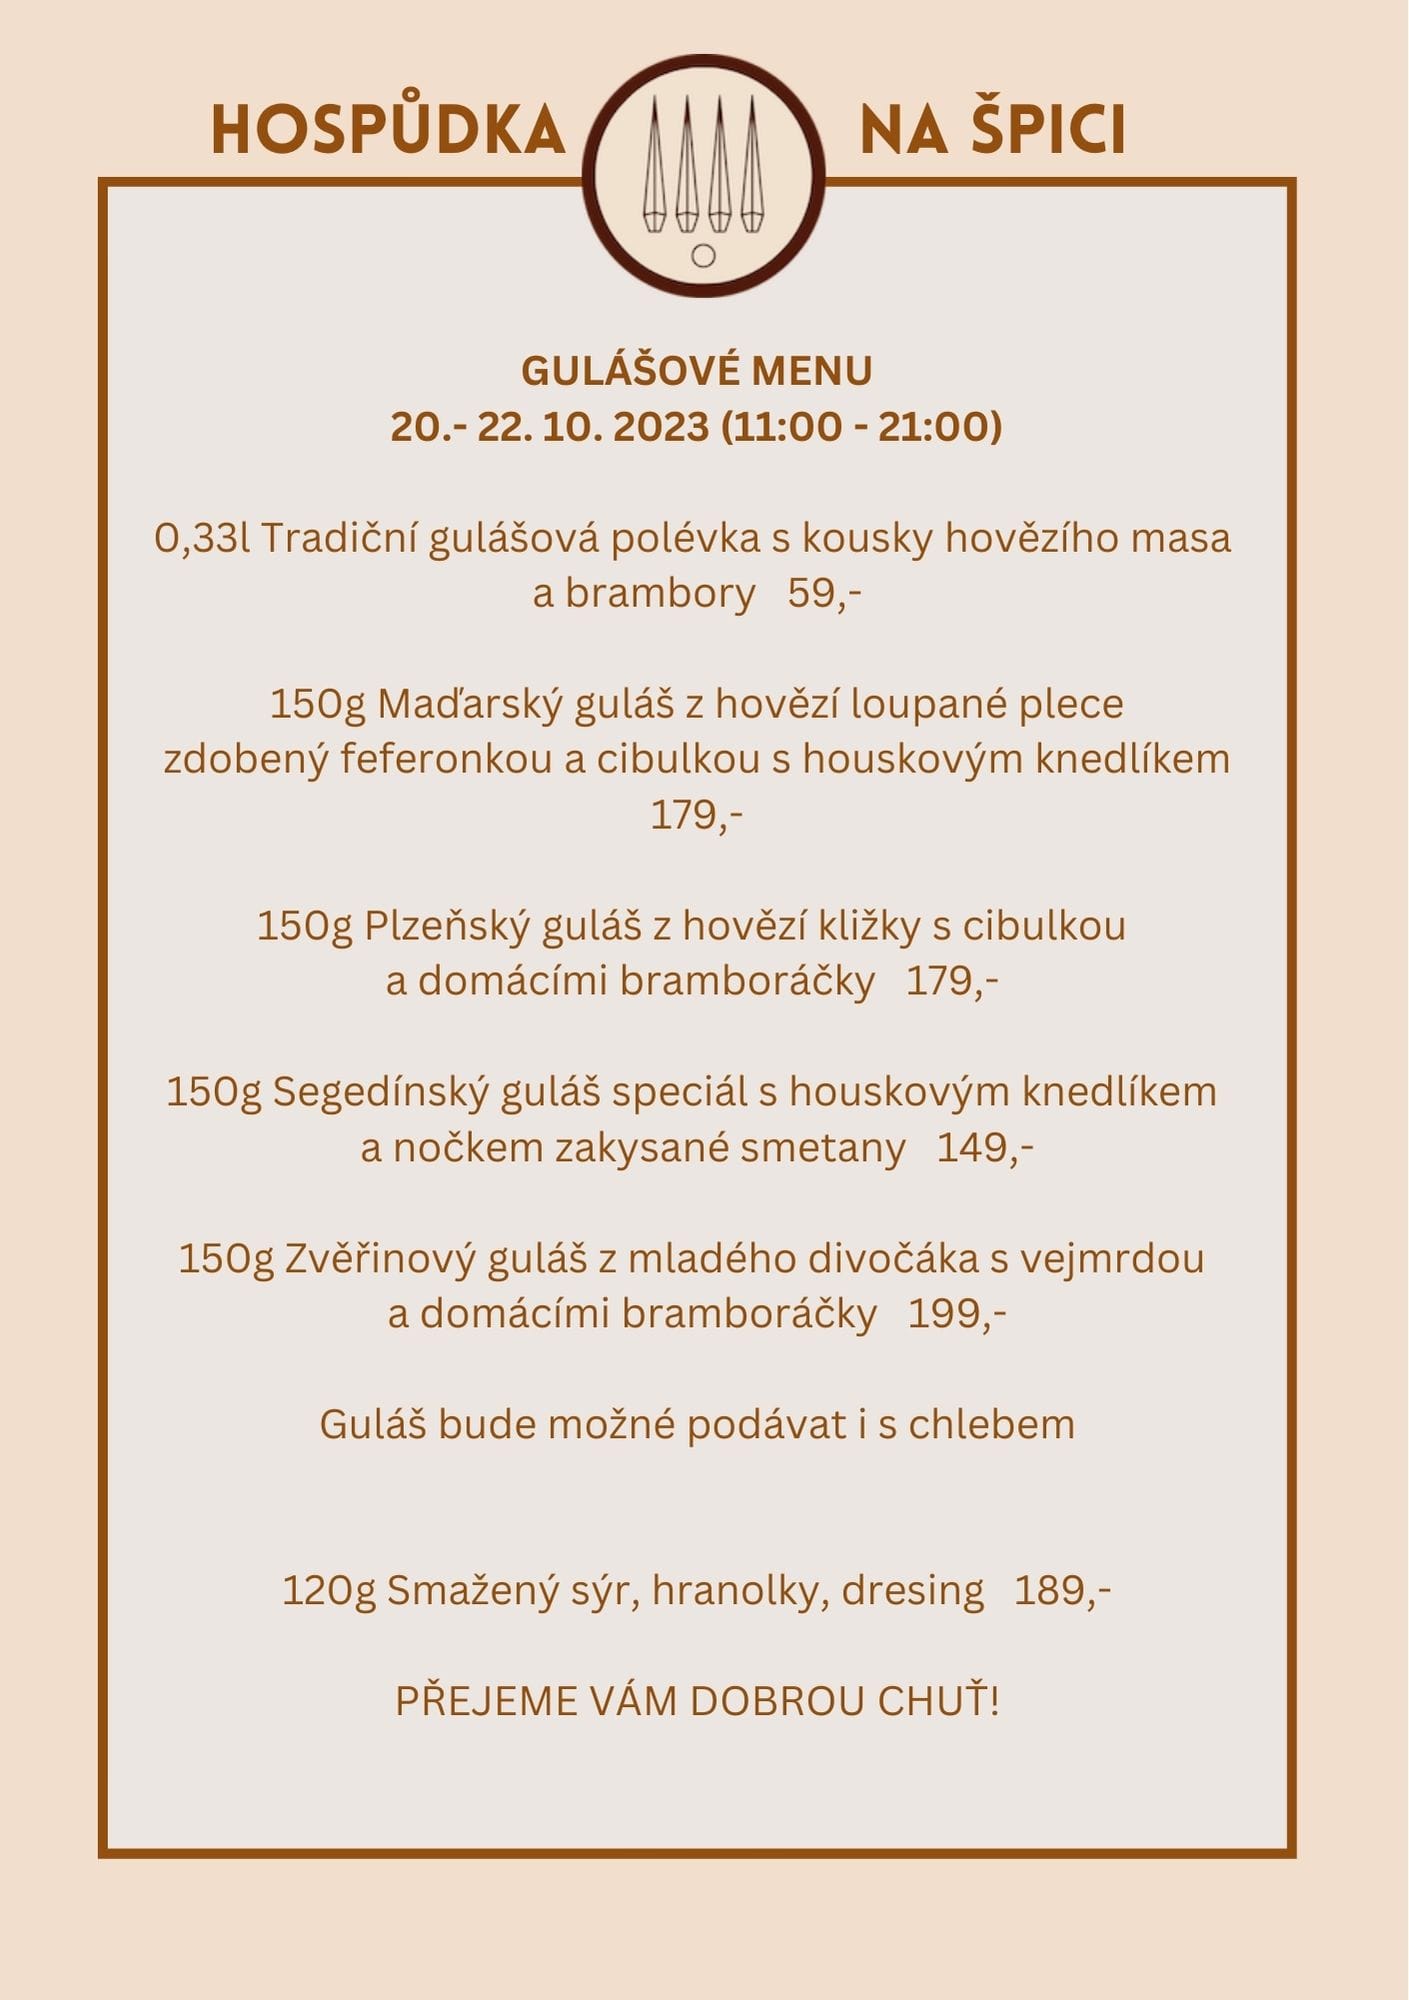 HOSPŮDKA NA ŠPICI
GULÁŠOVÉ MENU
20.- 22. 10. 2023 (11:00 - 21:00)
0,33l Tradiční gulášová polévka s kousky hovězího masa
a brambory 59,-
150g Maďarský guláš z hovězí loupané plece
zdobený feferonkou a cibulkou s houskovým knedlíkem
179,-
150g Plzeňský guláš z hovězí kližky s cibulkou
a domácími bramboráčky 179,-
150g Segedínský guláš speciál s houskovým knedlíkem
a nočkem zakysané smetany 149,-
150g Zvěřinový guláš z mladého divočáka s vejmrdou
a domácími bramboráčky 199,-
Guláš bude možné podávat i s chlebem
120g Smažený sýr, hranolky, dresing 189,-
PŘEJEME VÁM DOBROU CHUŤ!